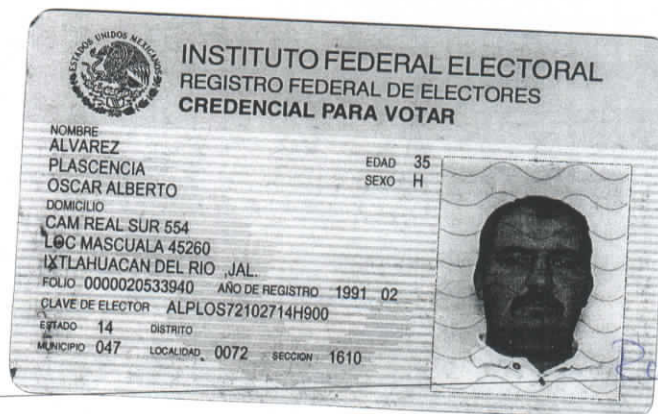 ESTADOS UNIDOS MEXICANOS
INSTITUTO FEDERAL ELECTORAL
REGISTRO FEDERAL DE ELECTORES
CREDENCIAL PARA VOTAR
NOMBRE
ALVAREZ
PLASCENCIA
OSCAR ALBERTO
EDAD 35
SEXO H
DOMICILIO
CAM REAL SUR 554
LOC MASCUALA 45260
IXTLAHUACAN DEL RIO ,JAL.
FOLIO 0000020533940 AÑO DE REGISTRO 1991 02
CLAVE DE ELECTOR ALPLOS72102714H900
ESTADO 14 DISTRITO
MUNICIPIO 047 LOCALIDAD 0072 SECCION 1610